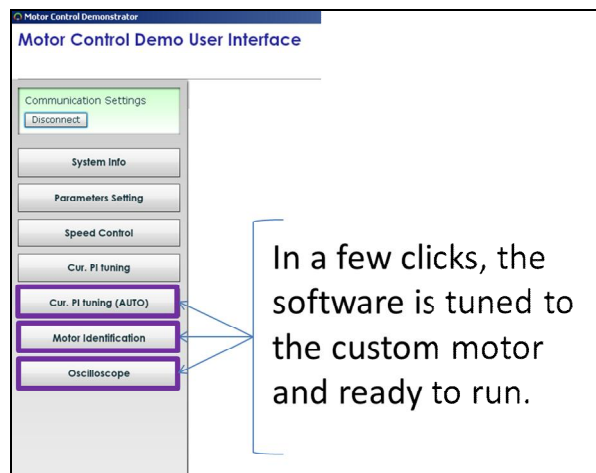 Motor Control Demonstrator
Motor Control Demo User Interface
Communication Settings
Disconnect
System Info
Parameters Setting
Speed Control
Cur. PI tuning
Cur. PI tuning (AUTO)
Motor Identification
Oscilloscope
In a few clicks, the
software is tuned to
the custom motor
and ready to run.